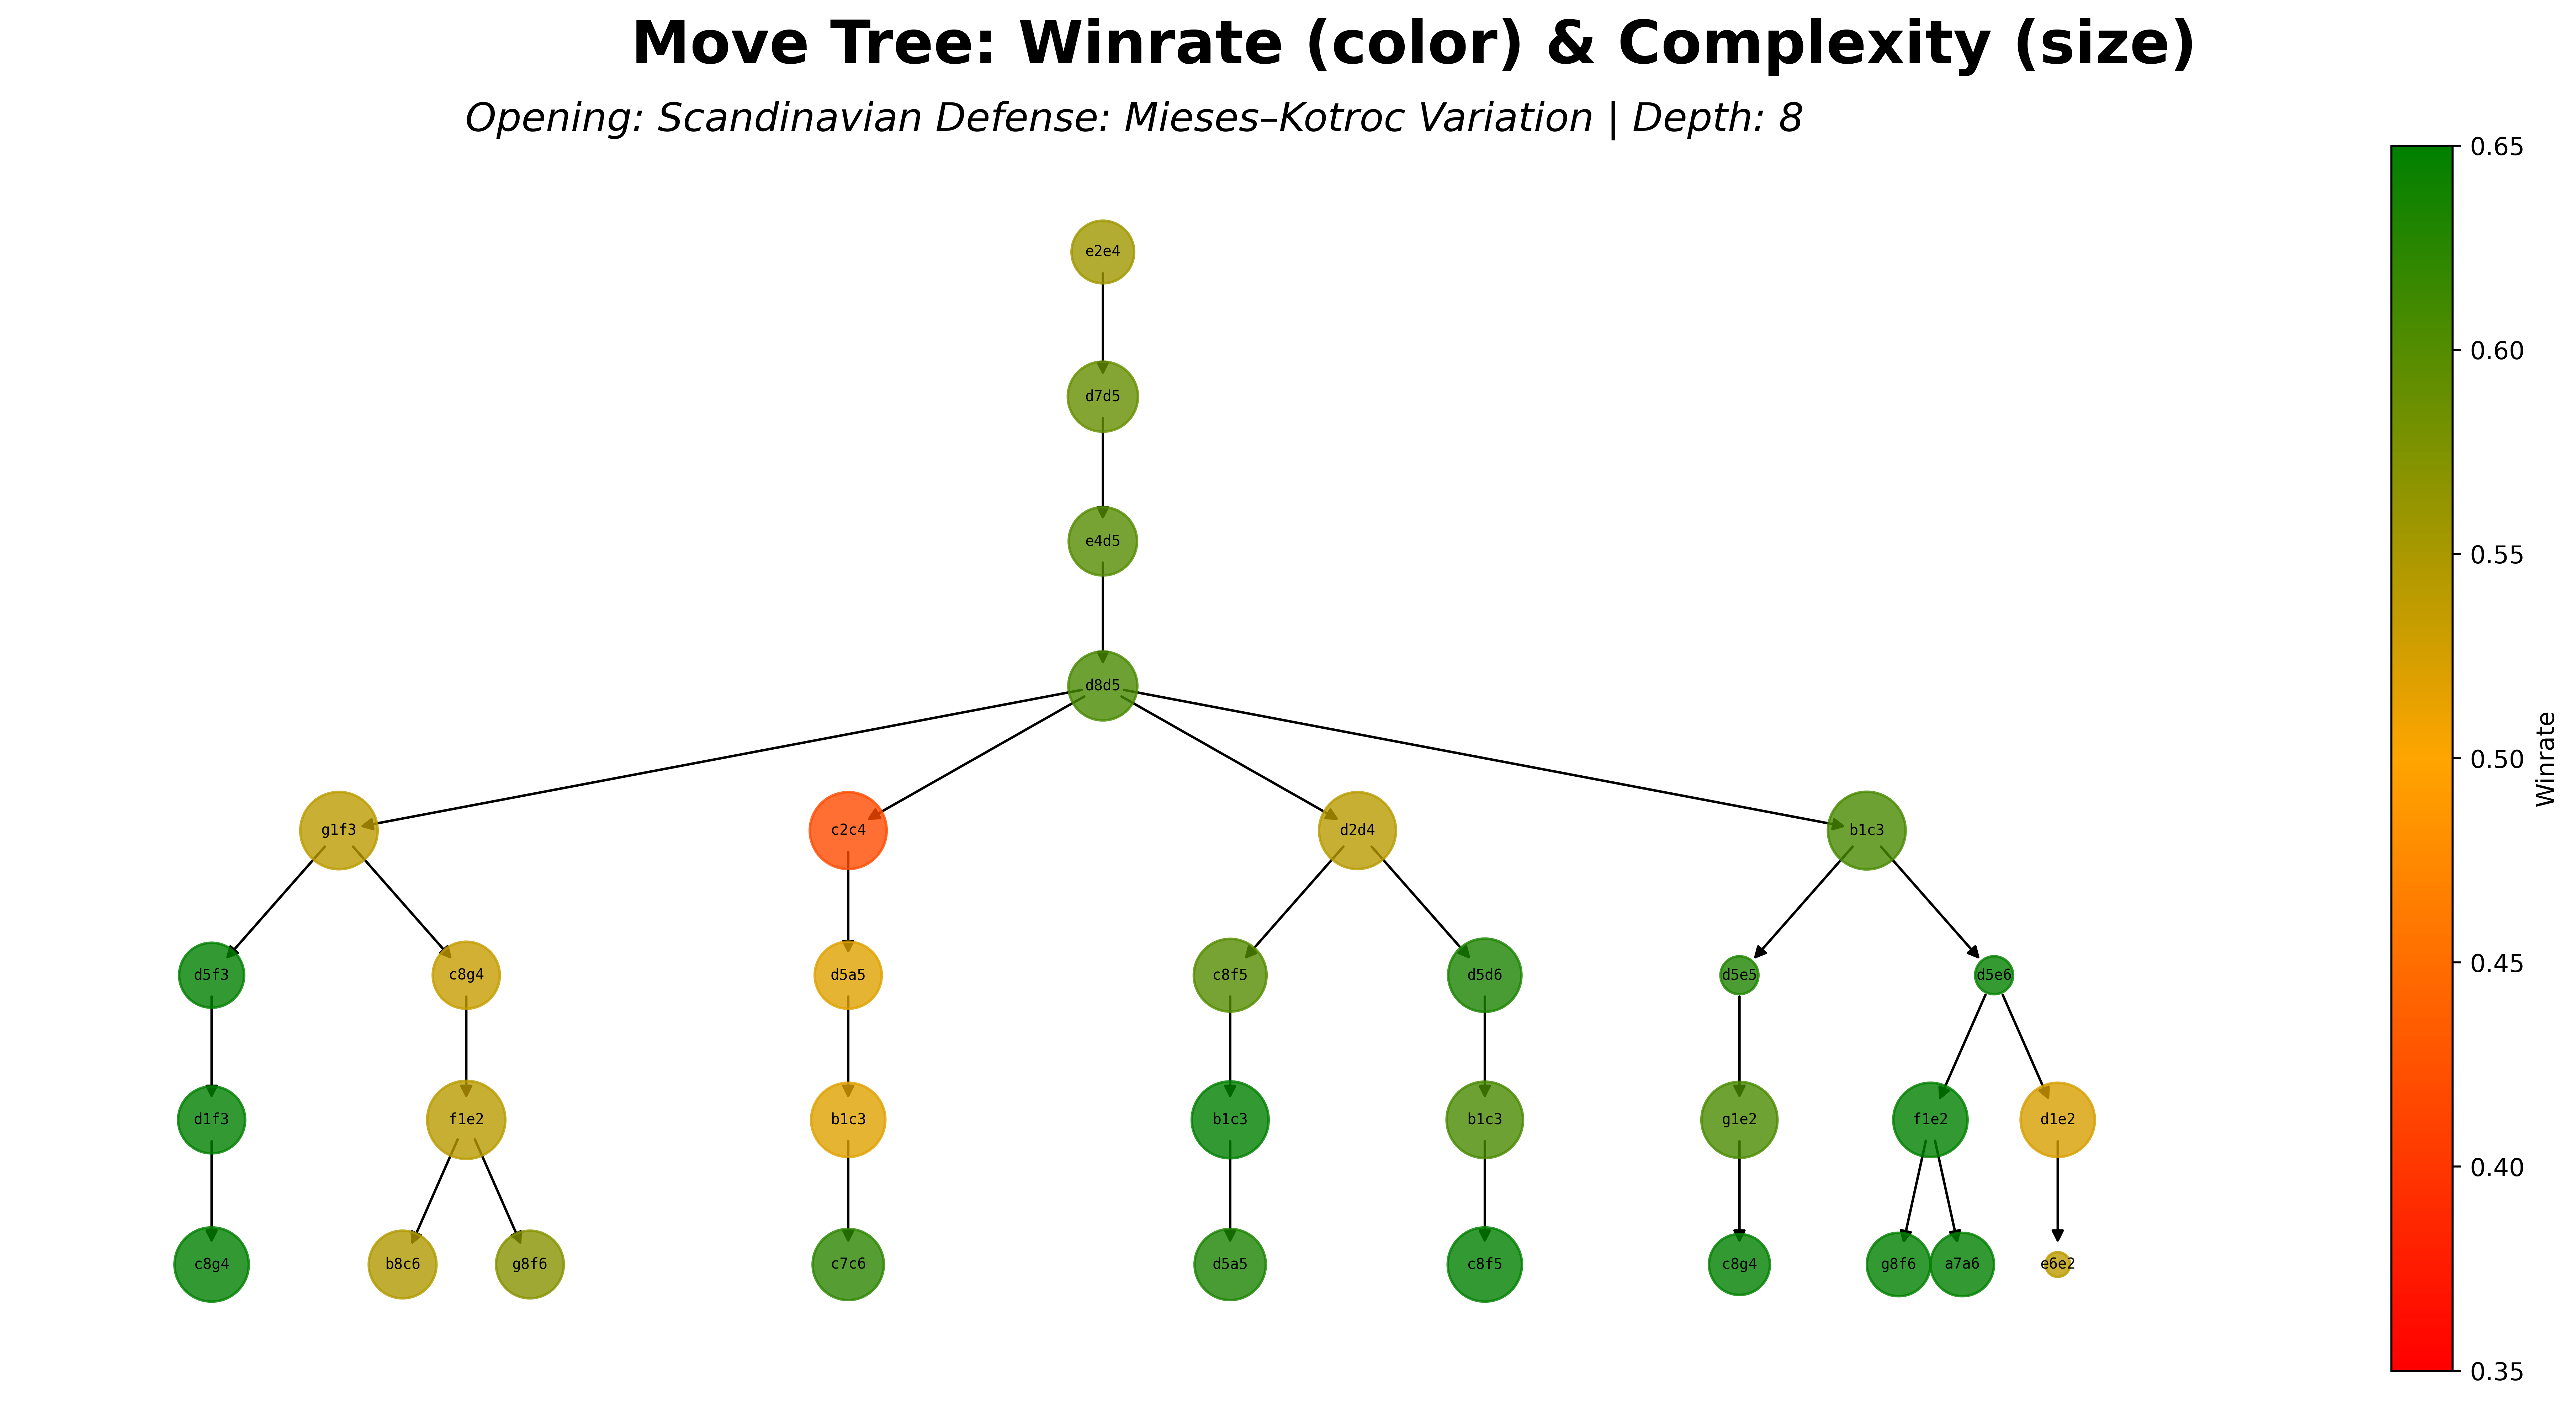 Move Tree: Winrate (color) & Complexity (size)
Opening: Scandinavian Defense: Mieses–Kotroc Variation | Depth: 8
e2e4
d7d5
e4d5
d8d5
g1f3
c2c4
d2d4
b1c3
d5f3
c8g4
d5a5
c8f5
d5d6
d5e5
d5e6
d1f3
f1e2
b1c3
b1c3
b1c3
g1e2
f1e2
d1e2
c8g4
b8c6
g8f6
c7c6
d5a5
c8f5
c8g4
g8f6
a7a6
e6e2
0.65
0.60
0.55
0.50
0.45
0.40
0.35
Winrate